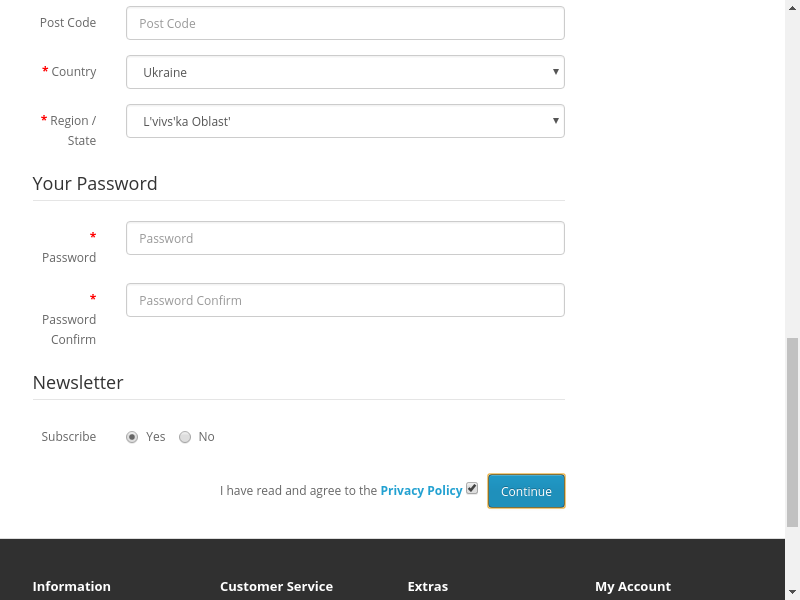 Post Code
Post Code
* Country
Ukraine
* Region /
State
L'vivs'ka Oblast'
Your Password
*
Password
Password
*
Password
Confirm
Password Confirm
Newsletter
Subscribe Yes No
I have read and agree to the Privacy Policy Continue
Information Customer Service Extras My Account